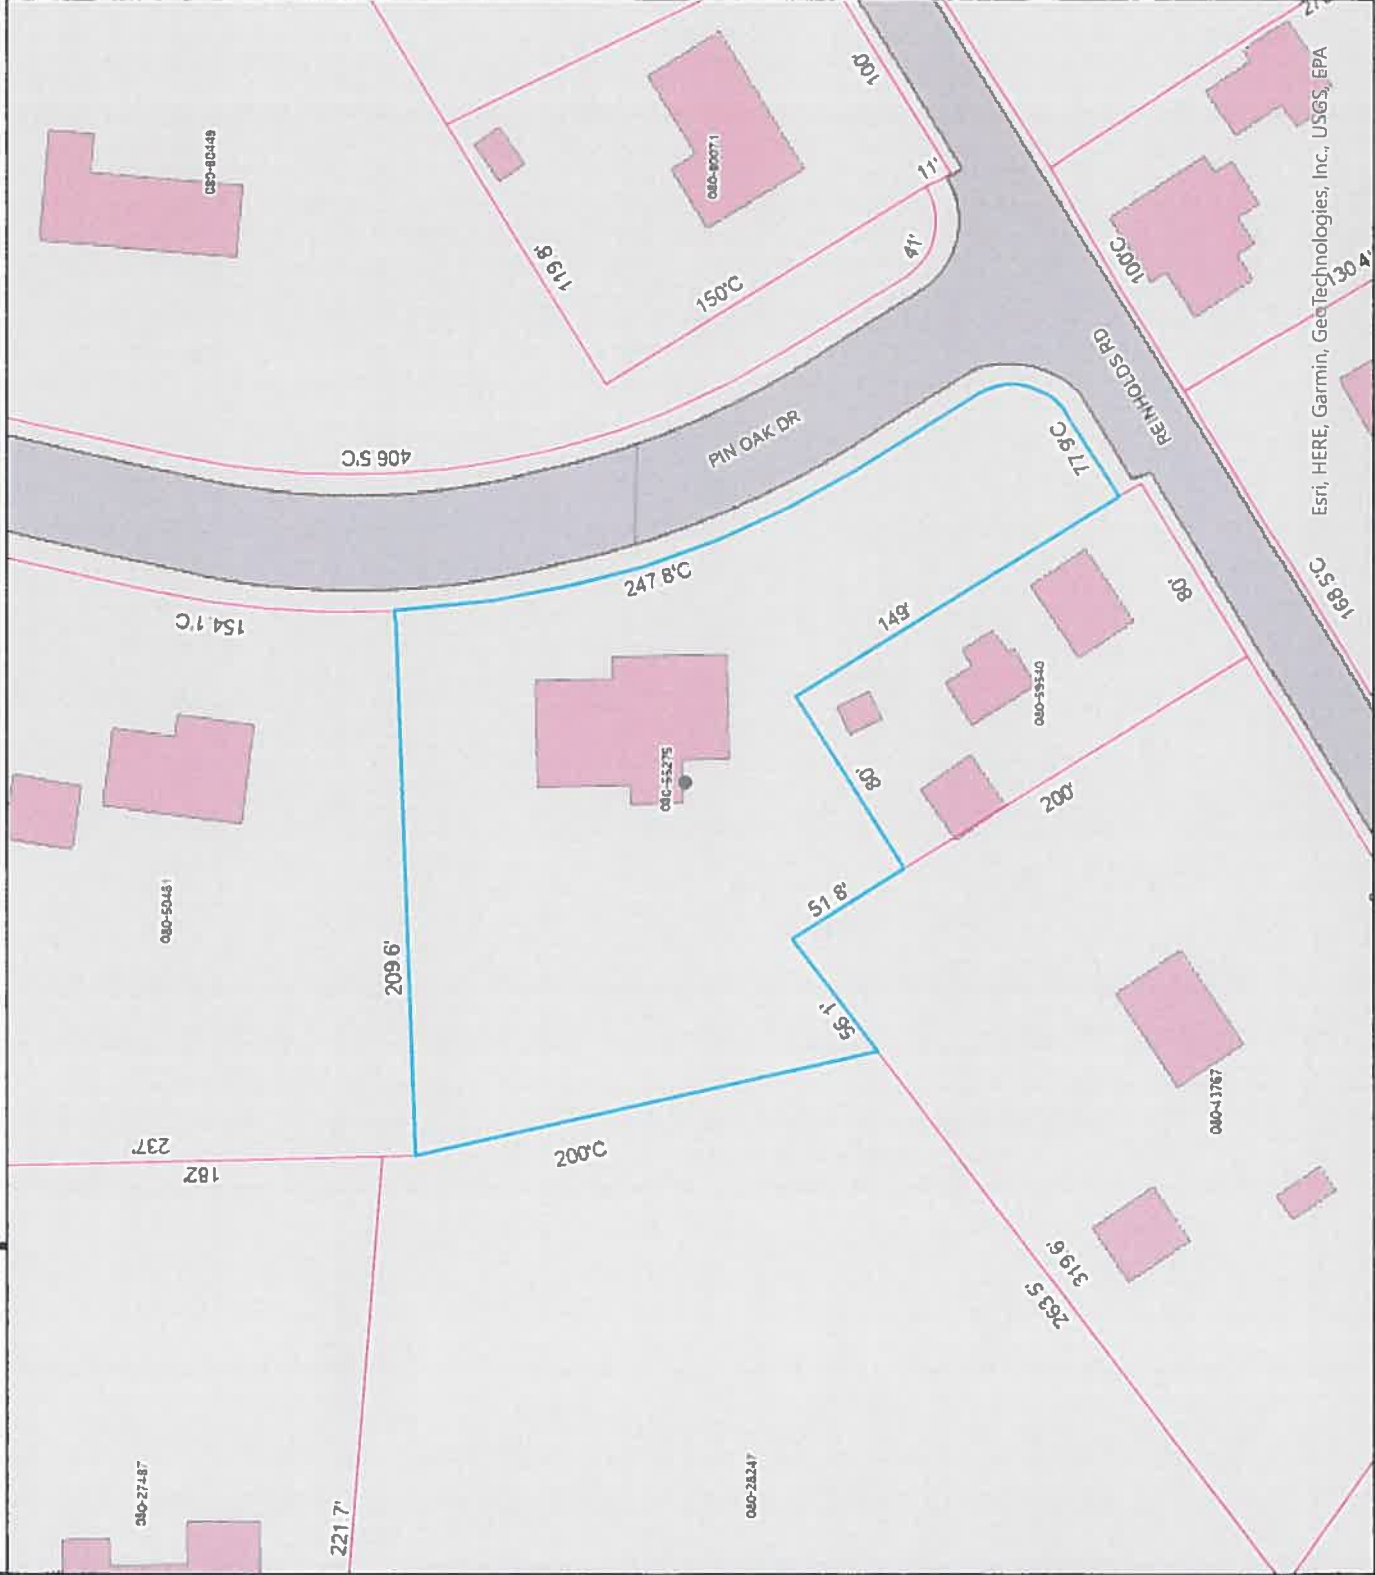 080-80449
080-80071
100'
11'
119.8'
150'C
41'
100'C
130.4'
406.5'C
PIN OAK DR
REINHOLDS RD
77.9'C
154.1'C
247.8'C
149'
80'
168.5'C
080-55275
080-59540
80'
200'
51.8'
080-50481
209.6'
56.1'
237'
182'
200'C
080-43767
319.6'
263.5'
080-27487
221.7'
080-28247
Esri, HERE, Garmin, GeoTechnologies, Inc., USGS, EPA